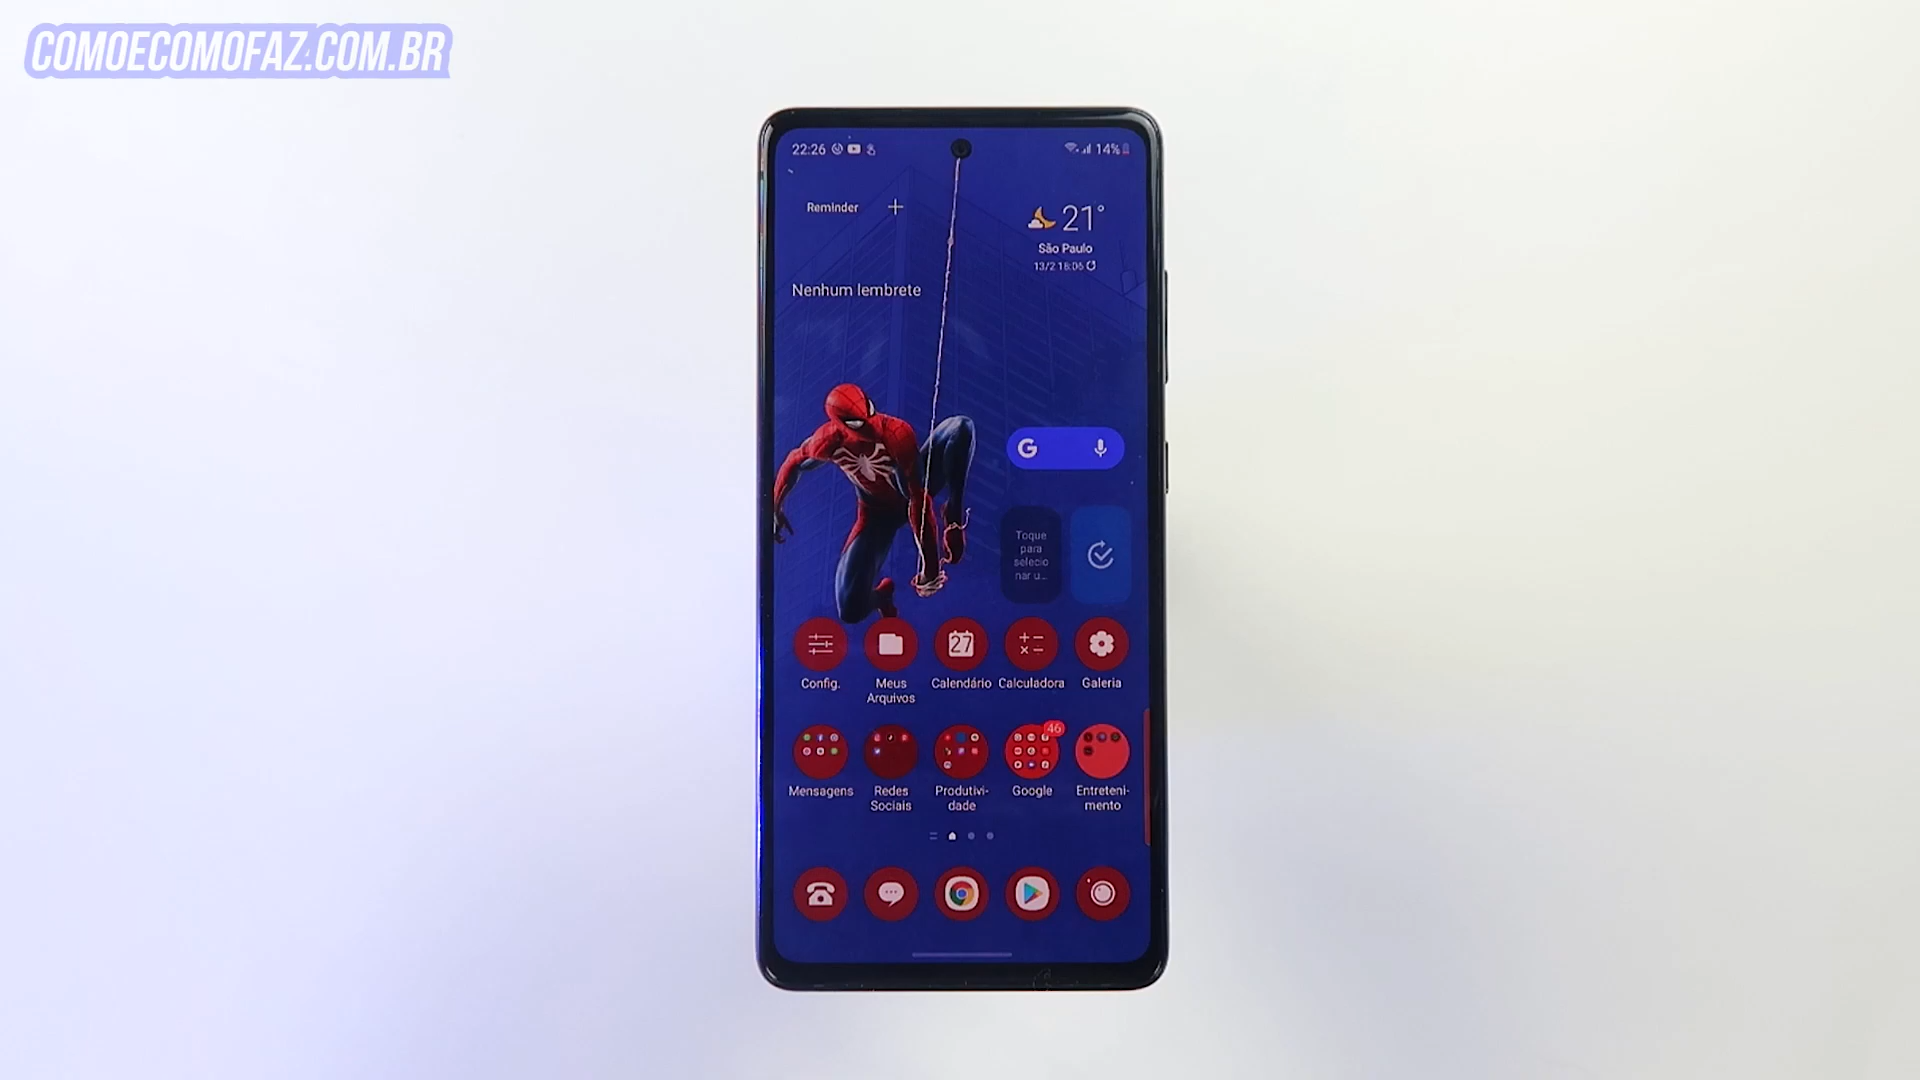 COMOECOMOFAZ.COM.BR
22:26
14%
Reminder +
21°
São Paulo
13/2 18:06
Nenhum lembrete
G
Toque
para
selecio
nar u...
27
Config.
Meus
Arquivos
Calendário
Calculadora
Galeria
46
Mensagens
Redes
Sociais
Produtivi-
dade
Google
Entreteni-
mento